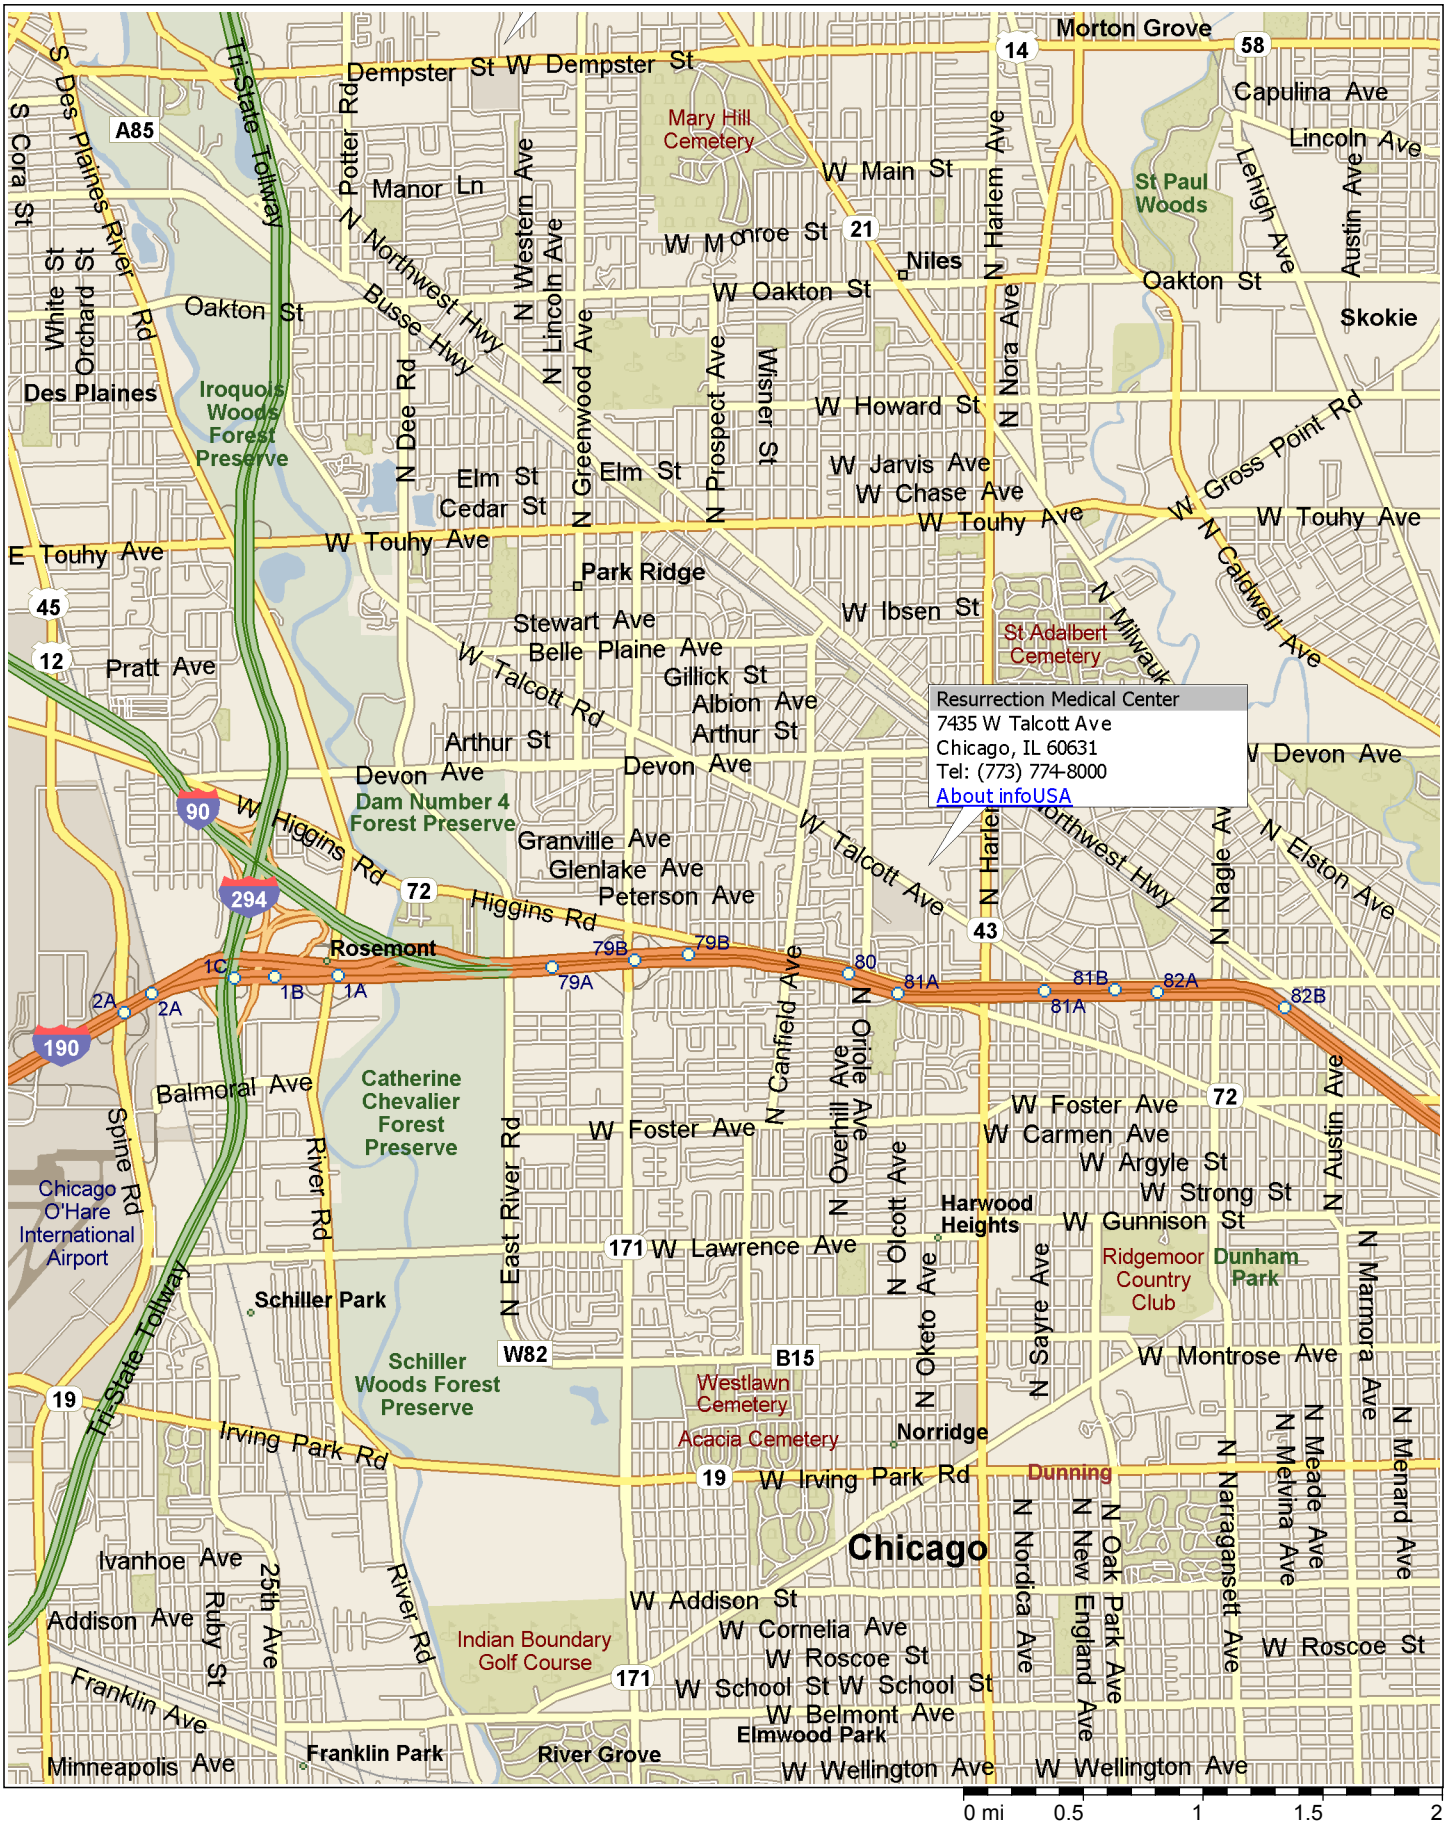 Morton Grove
14
58
Dempster St
W Dempster St
S Des Plaines River Rd
Tri-State Tollway
Potter Rd
Capulina Ave
S Cora St
A85
Mary Hill
Cemetery
N Harlem Ave
Lincoln Ave
Manor Ln
N Western Ave
W Main St
St Paul
Woods
Lehigh Ave
Austin Ave
N Northwest Hwy
W Monroe St
21
Niles
White St
Orchard St
Oakton St
Busse Hwy
N Lincoln Ave
W Oakton St
Oakton St
N Nora Ave
Skokie
Des Plaines
Iroquois
Woods
Forest
Preserve
N Dee Rd
N Greenwood Ave
N Prospect Ave
Wisner St
W Howard St
W Gross Point Rd
Elm St
Elm St
W Jarvis Ave
Cedar St
W Chase Ave
E Touhy Ave
W Touhy Ave
W Touhy Ave
W Touhy Ave
N Caldwell Ave
Park Ridge
45
Stewart Ave
W Ibsen St
N Milwauk
St Adalbert
Cemetery
12
Pratt Ave
W Talcott Rd
Belle Plaine Ave
Gillick St
Albion Ave
Arthur St
Arthur St
Resurrection Medical Center
7435 W Talcott Ave
Chicago, IL 60631
Tel: (773) 774-8000
About infoUSA
Devon Ave
Devon Ave
W Devon Ave
Dam Number 4
Forest Preserve
90
W Higgins Rd
N Harlem
Northwest Hwy
N Nagle Ave
N Elston Ave
Granville Ave
W Talcott Ave
Glenlake Ave
Peterson Ave
294
72
Higgins Rd
43
Rosemont
1C
1B
1A
79B
79A
79B
80
81A
81A
81B
82A
82B
2A
2A
190
N Canfield Ave
N Oriole Ave
N Overhill Ave
Balmoral Ave
Catherine
Chevalier
Forest
Preserve
72
N Austin Ave
W Foster Ave
W Foster Ave
W Carmen Ave
W Argyle St
W Strong St
Spine Rd
River Rd
N East River Rd
N Olcott Ave
Chicago
O'Hare
International
Airport
Harwood
Heights
W Gunnison St
171
W Lawrence Ave
Ridgemoor
Country
Club
Dunham
Park
N Marmora Ave
Schiller Park
Tri-State Tollway
N Oketo Ave
N Sayre Ave
W82
B15
W Montrose Ave
Schiller
Woods Forest
Preserve
Westlawn
Cemetery
19
Acacia Cemetery
Norridge
Irving Park Rd
19
W Irving Park Rd
Dunning
N Melvina Ave
N Meade Ave
N Menard Ave
Chicago
N Nordica Ave
N New England Ave
N Oak Park Ave
N Narragansett Ave
Ivanhoe Ave
Ruby St
25th Ave
River Rd
Addison Ave
W Addison St
Indian Boundary
Golf Course
W Cornelia Ave
W Roscoe St
W Roscoe St
171
W School St
W School St
Franklin Ave
W Belmont Ave
Elmwood Park
Minneapolis Ave
Franklin Park
River Grove
W Wellington Ave
W Wellington Ave
0 mi
0.5
1
1.5
2